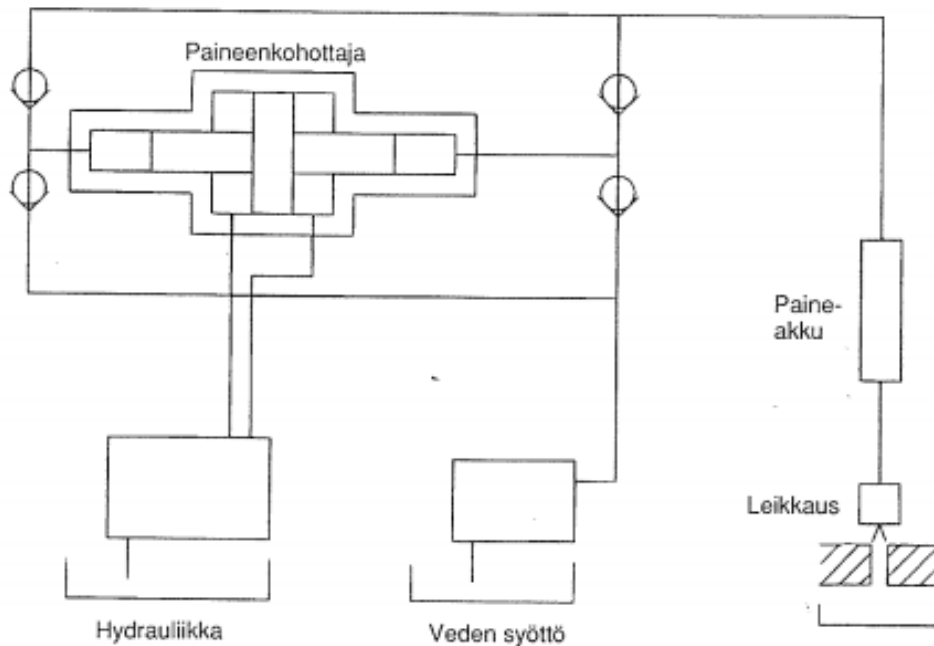 Paineenkohottaja
Paine-
akku
Leikkaus
Hydrauliikka
Veden syöttö